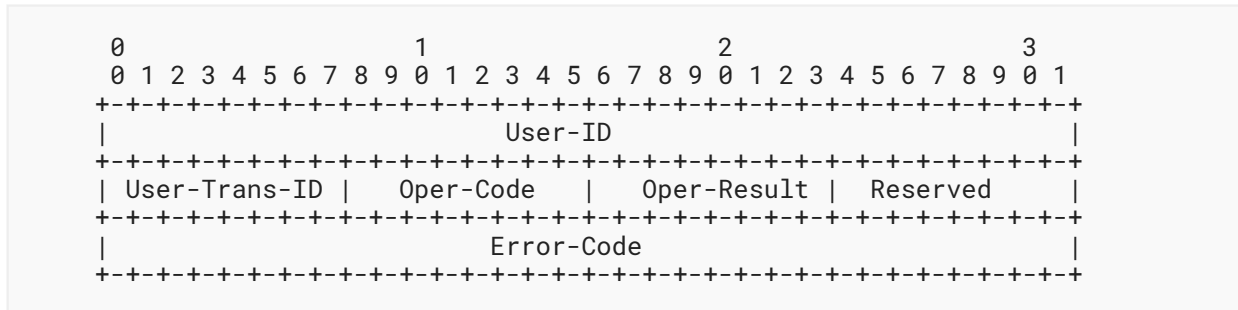 0                   1                   2                   3
 0 1 2 3 4 5 6 7 8 9 0 1 2 3 4 5 6 7 8 9 0 1 2 3 4 5 6 7 8 9 0 1
+-+-+-+-+-+-+-+-+-+-+-+-+-+-+-+-+-+-+-+-+-+-+-+-+-+-+-+-+-+-+-+-+
|                          User-ID                              |
+-+-+-+-+-+-+-+-+-+-+-+-+-+-+-+-+-+-+-+-+-+-+-+-+-+-+-+-+-+-+-+-+
| User-Trans-ID |   Oper-Code   |   Oper-Result |  Reserved     |
+-+-+-+-+-+-+-+-+-+-+-+-+-+-+-+-+-+-+-+-+-+-+-+-+-+-+-+-+-+-+-+-+
|                         Error-Code                            |
+-+-+-+-+-+-+-+-+-+-+-+-+-+-+-+-+-+-+-+-+-+-+-+-+-+-+-+-+-+-+-+-+